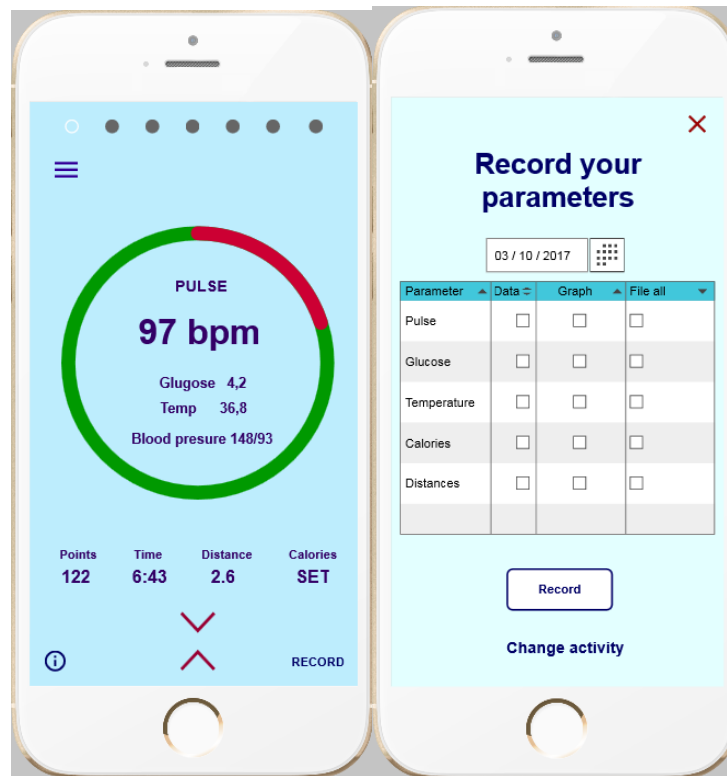 PULSE
97 bpm
Glugose 4,2
Temp 36,8
Blood presure 148/93
Points Time Distance Calories
122 6:43 2.6 SET
RECORD
Record your
parameters
03 / 10 / 2017
Parameter Data Graph File all
Pulse
Glucose
Temperature
Calories
Distances
Record
Change activity